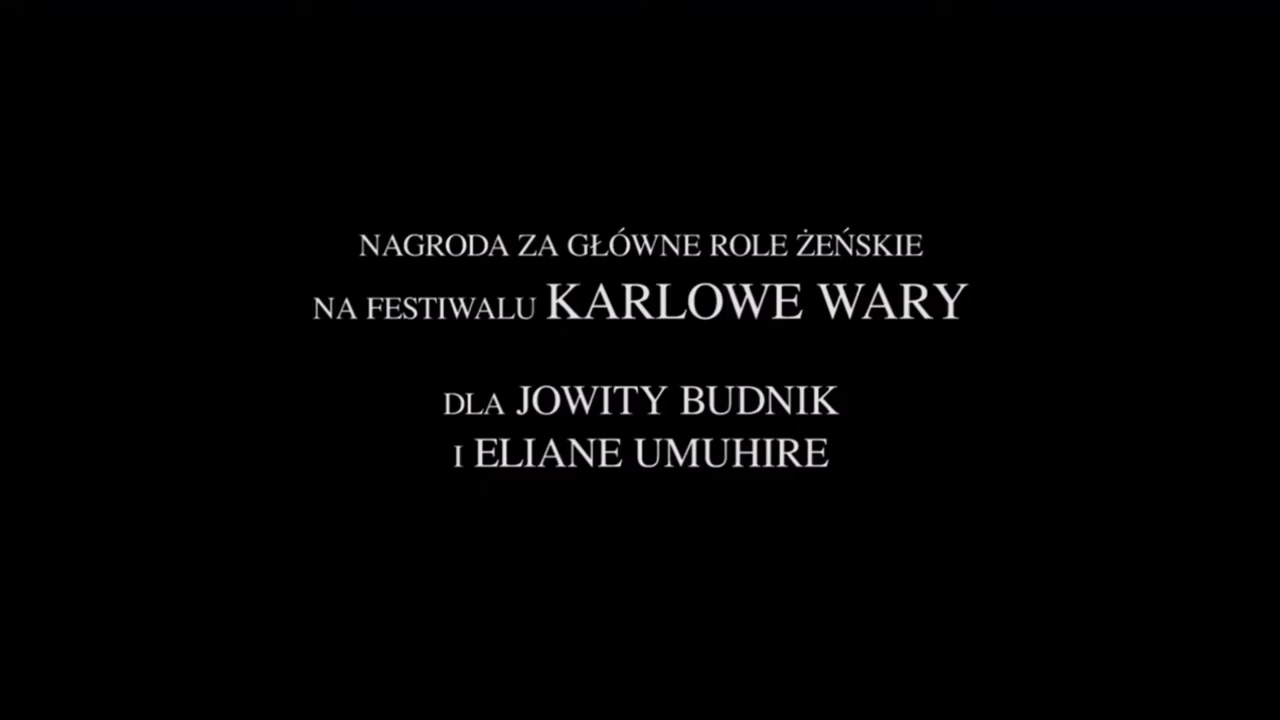 NAGRODA ZA GŁÓWNE ROLE ŻEŃSKIE
NA FESTIWALU KARLOWE WARY
DLA JOWITY BUDNIK
I ELIANE UMUHIRE